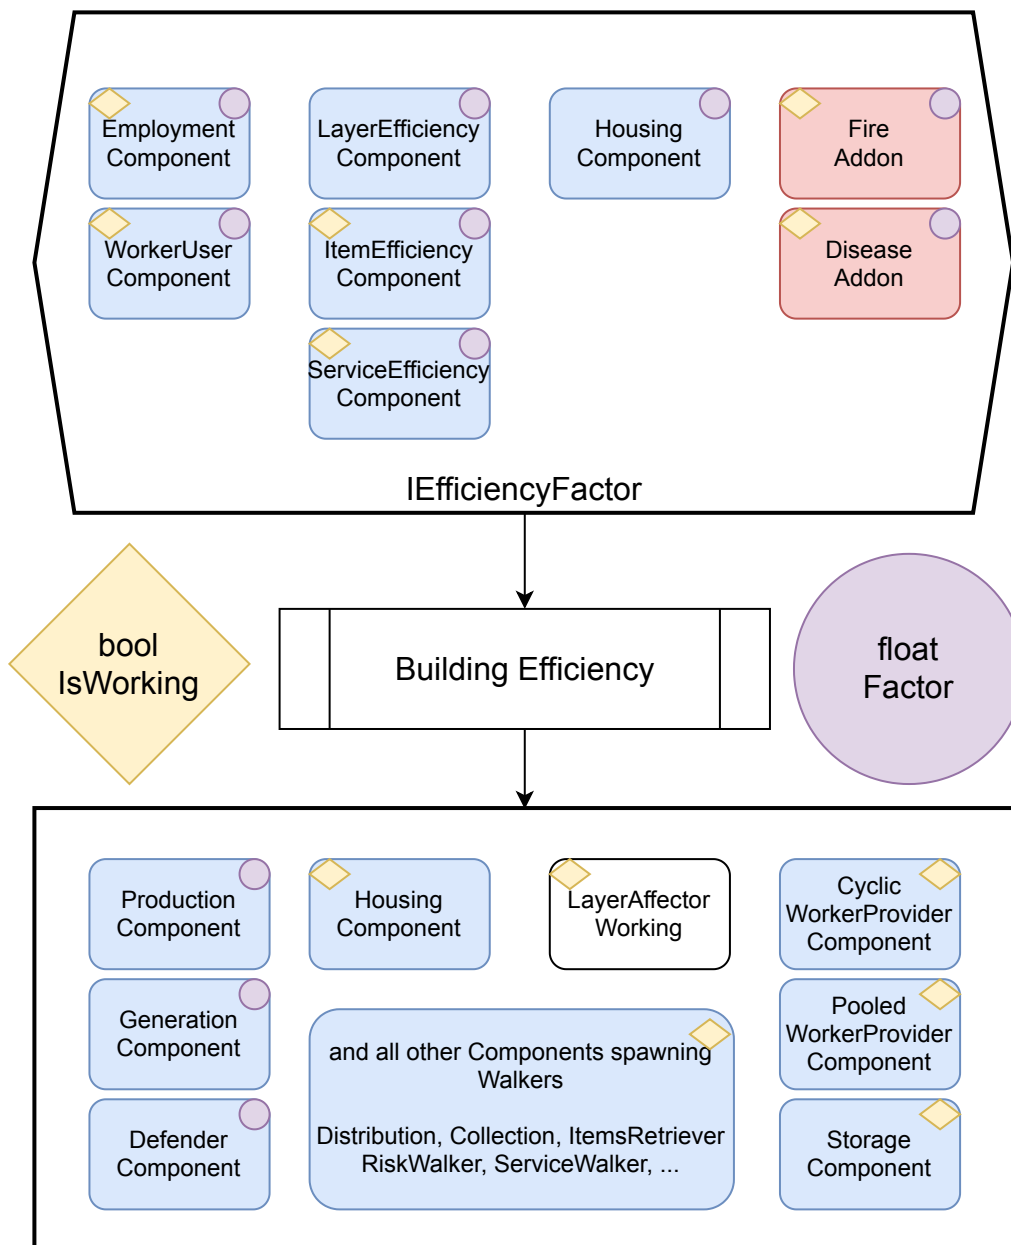 Employment
Component
LayerEfficiency
Component
Housing
Component
Fire
Addon
WorkerUser
Component
ItemEfficiency
Component
Disease
Addon
ServiceEfficiency
Component
IEfficiencyFactor
bool
IsWorking
Building Efficiency
float
Factor
Production
Component
Housing
Component
LayerAffector
Working
Cyclic
WorkerProvider
Component
Generation
Component
and all other Components spawning
Walkers
Distribution, Collection, ItemsRetriever
RiskWalker, ServiceWalker, ...
Pooled
WorkerProvider
Component
Defender
Component
Storage
Component